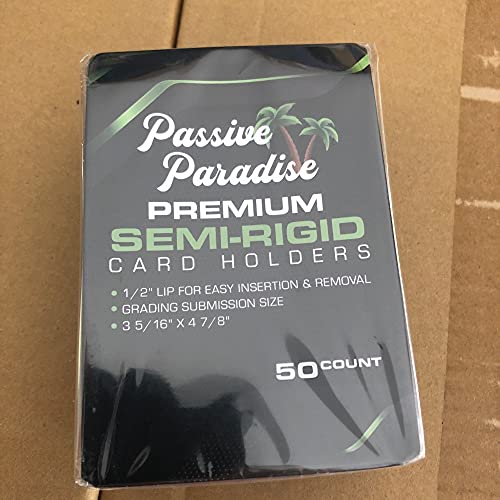 Passive
Paradise
PREMIUM
SEMI-RIGID
CARD HOLDERS
• 1/2" LIP FOR EASY INSERTION & REMOVAL
• GRADING SUBMISSION SIZE
• 3 5/16" X 4 7/8"
50 COUNT